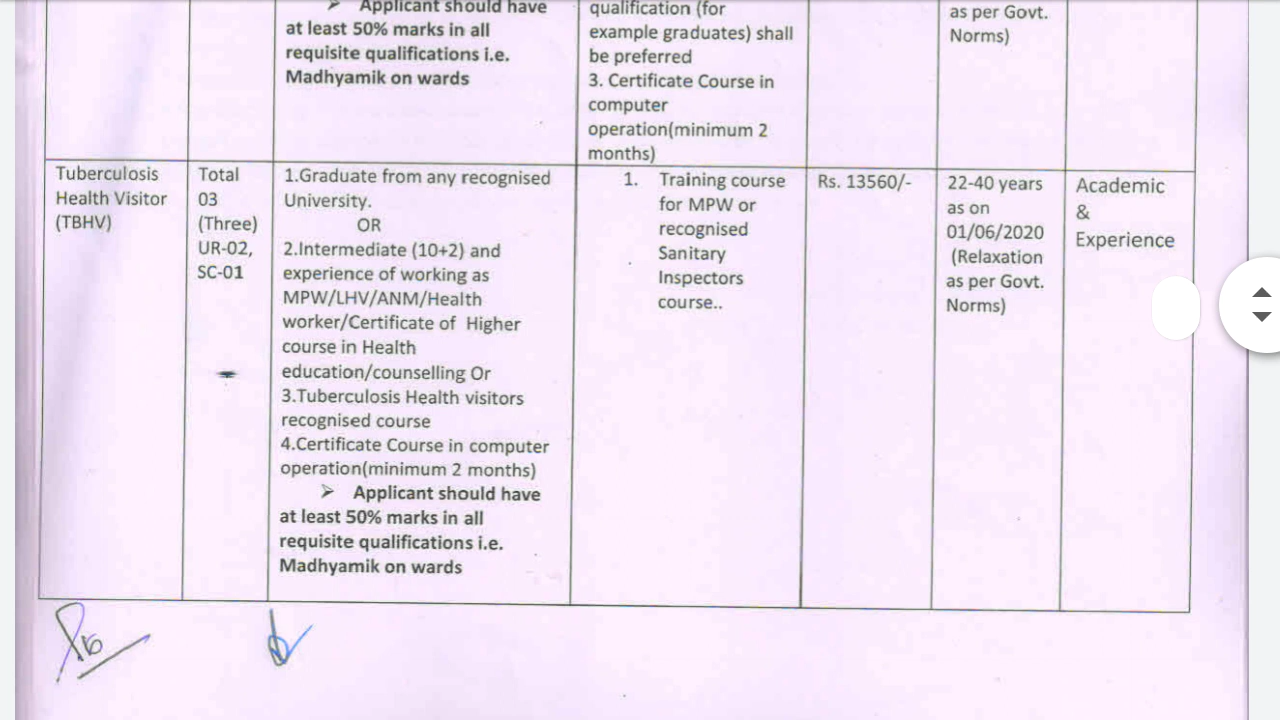 ➢ Applicant should have
at least 50% marks in all
requisite qualifications i.e.
Madhyamik on wards
qualification (for
example graduates) shall
be preferred
3. Certificate Course in
computer
operation(minimum 2
months)
as per Govt.
Norms)
Tuberculosis
Health Visitor
(TBHV)
Total
03
(Three)
UR-02,
SC-01
1.Graduate from any recognised
University.
OR
2.Intermediate (10+2) and
experience of working as
MPW/LHV/ANM/Health
worker/Certificate of Higher
course in Health
education/counselling Or
3.Tuberculosis Health visitors
recognised course
4.Certificate Course in computer
operation(minimum 2 months)
➢ Applicant should have
at least 50% marks in all
requisite qualifications i.e.
Madhyamik on wards
1. Training course
for MPW or
recognised
Sanitary
Inspectors
course..
Rs. 13560/-
22-40 years
as on
01/06/2020
(Relaxation
as per Govt.
Norms)
Academic
&
Experience